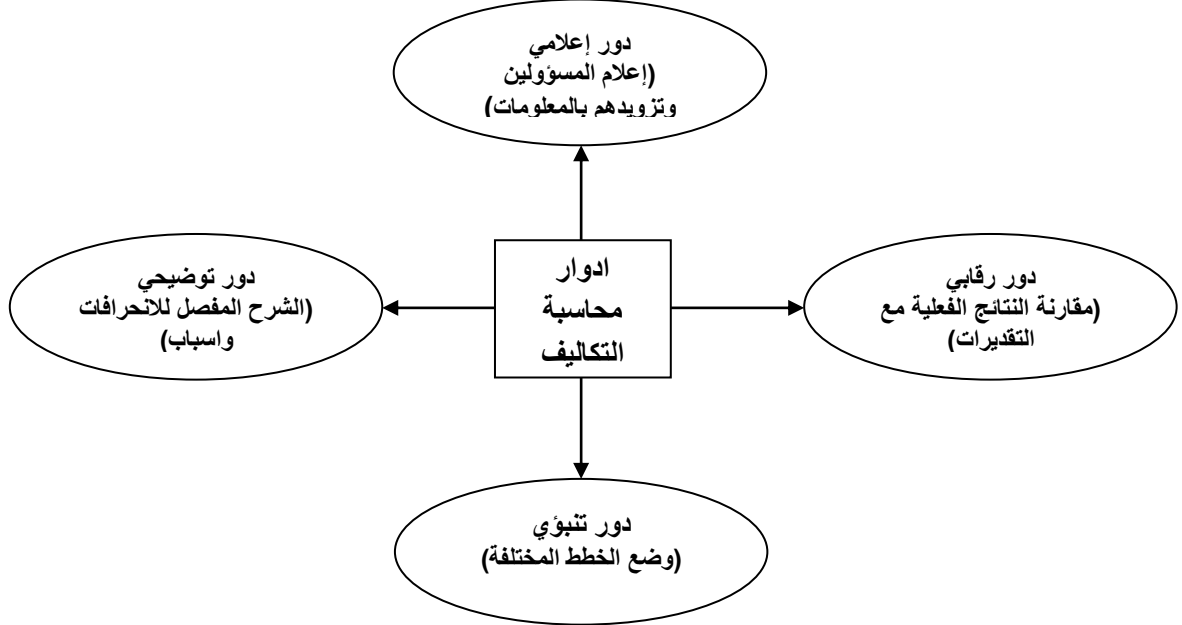 دور إعلامي
(إعلام المسؤولين
وتزويدهم بالمعلومات)
ادوار
محاسبة
التكاليف
دور رقابي
(مقارنة النتائج الفعلية مع
التقديرات)
دور توضيحي
(الشرح المفصل للانحرافات
واسباب)
دور تنبؤي
(وضع الخطط المختلفة)